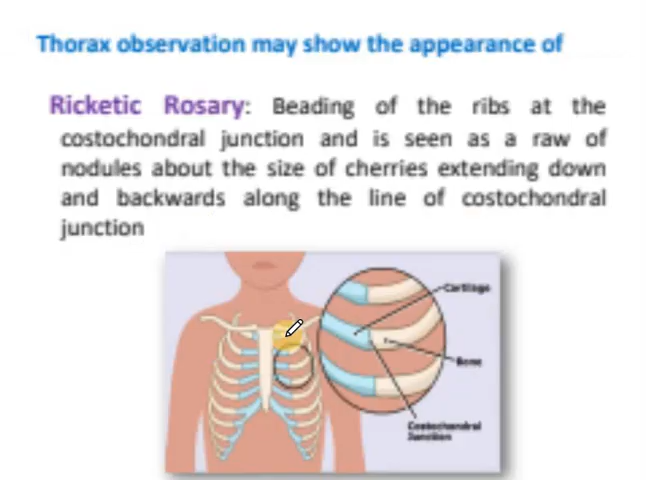 Thorax observation may show the appearance of
Ricketic Rosary: Beading of the ribs at the
costochondral junction and is seen as a raw of
nodules about the size of cherries extending down
and backwards along the line of costochondral
junction
Cartilage
Bone
Costochondral
Junction